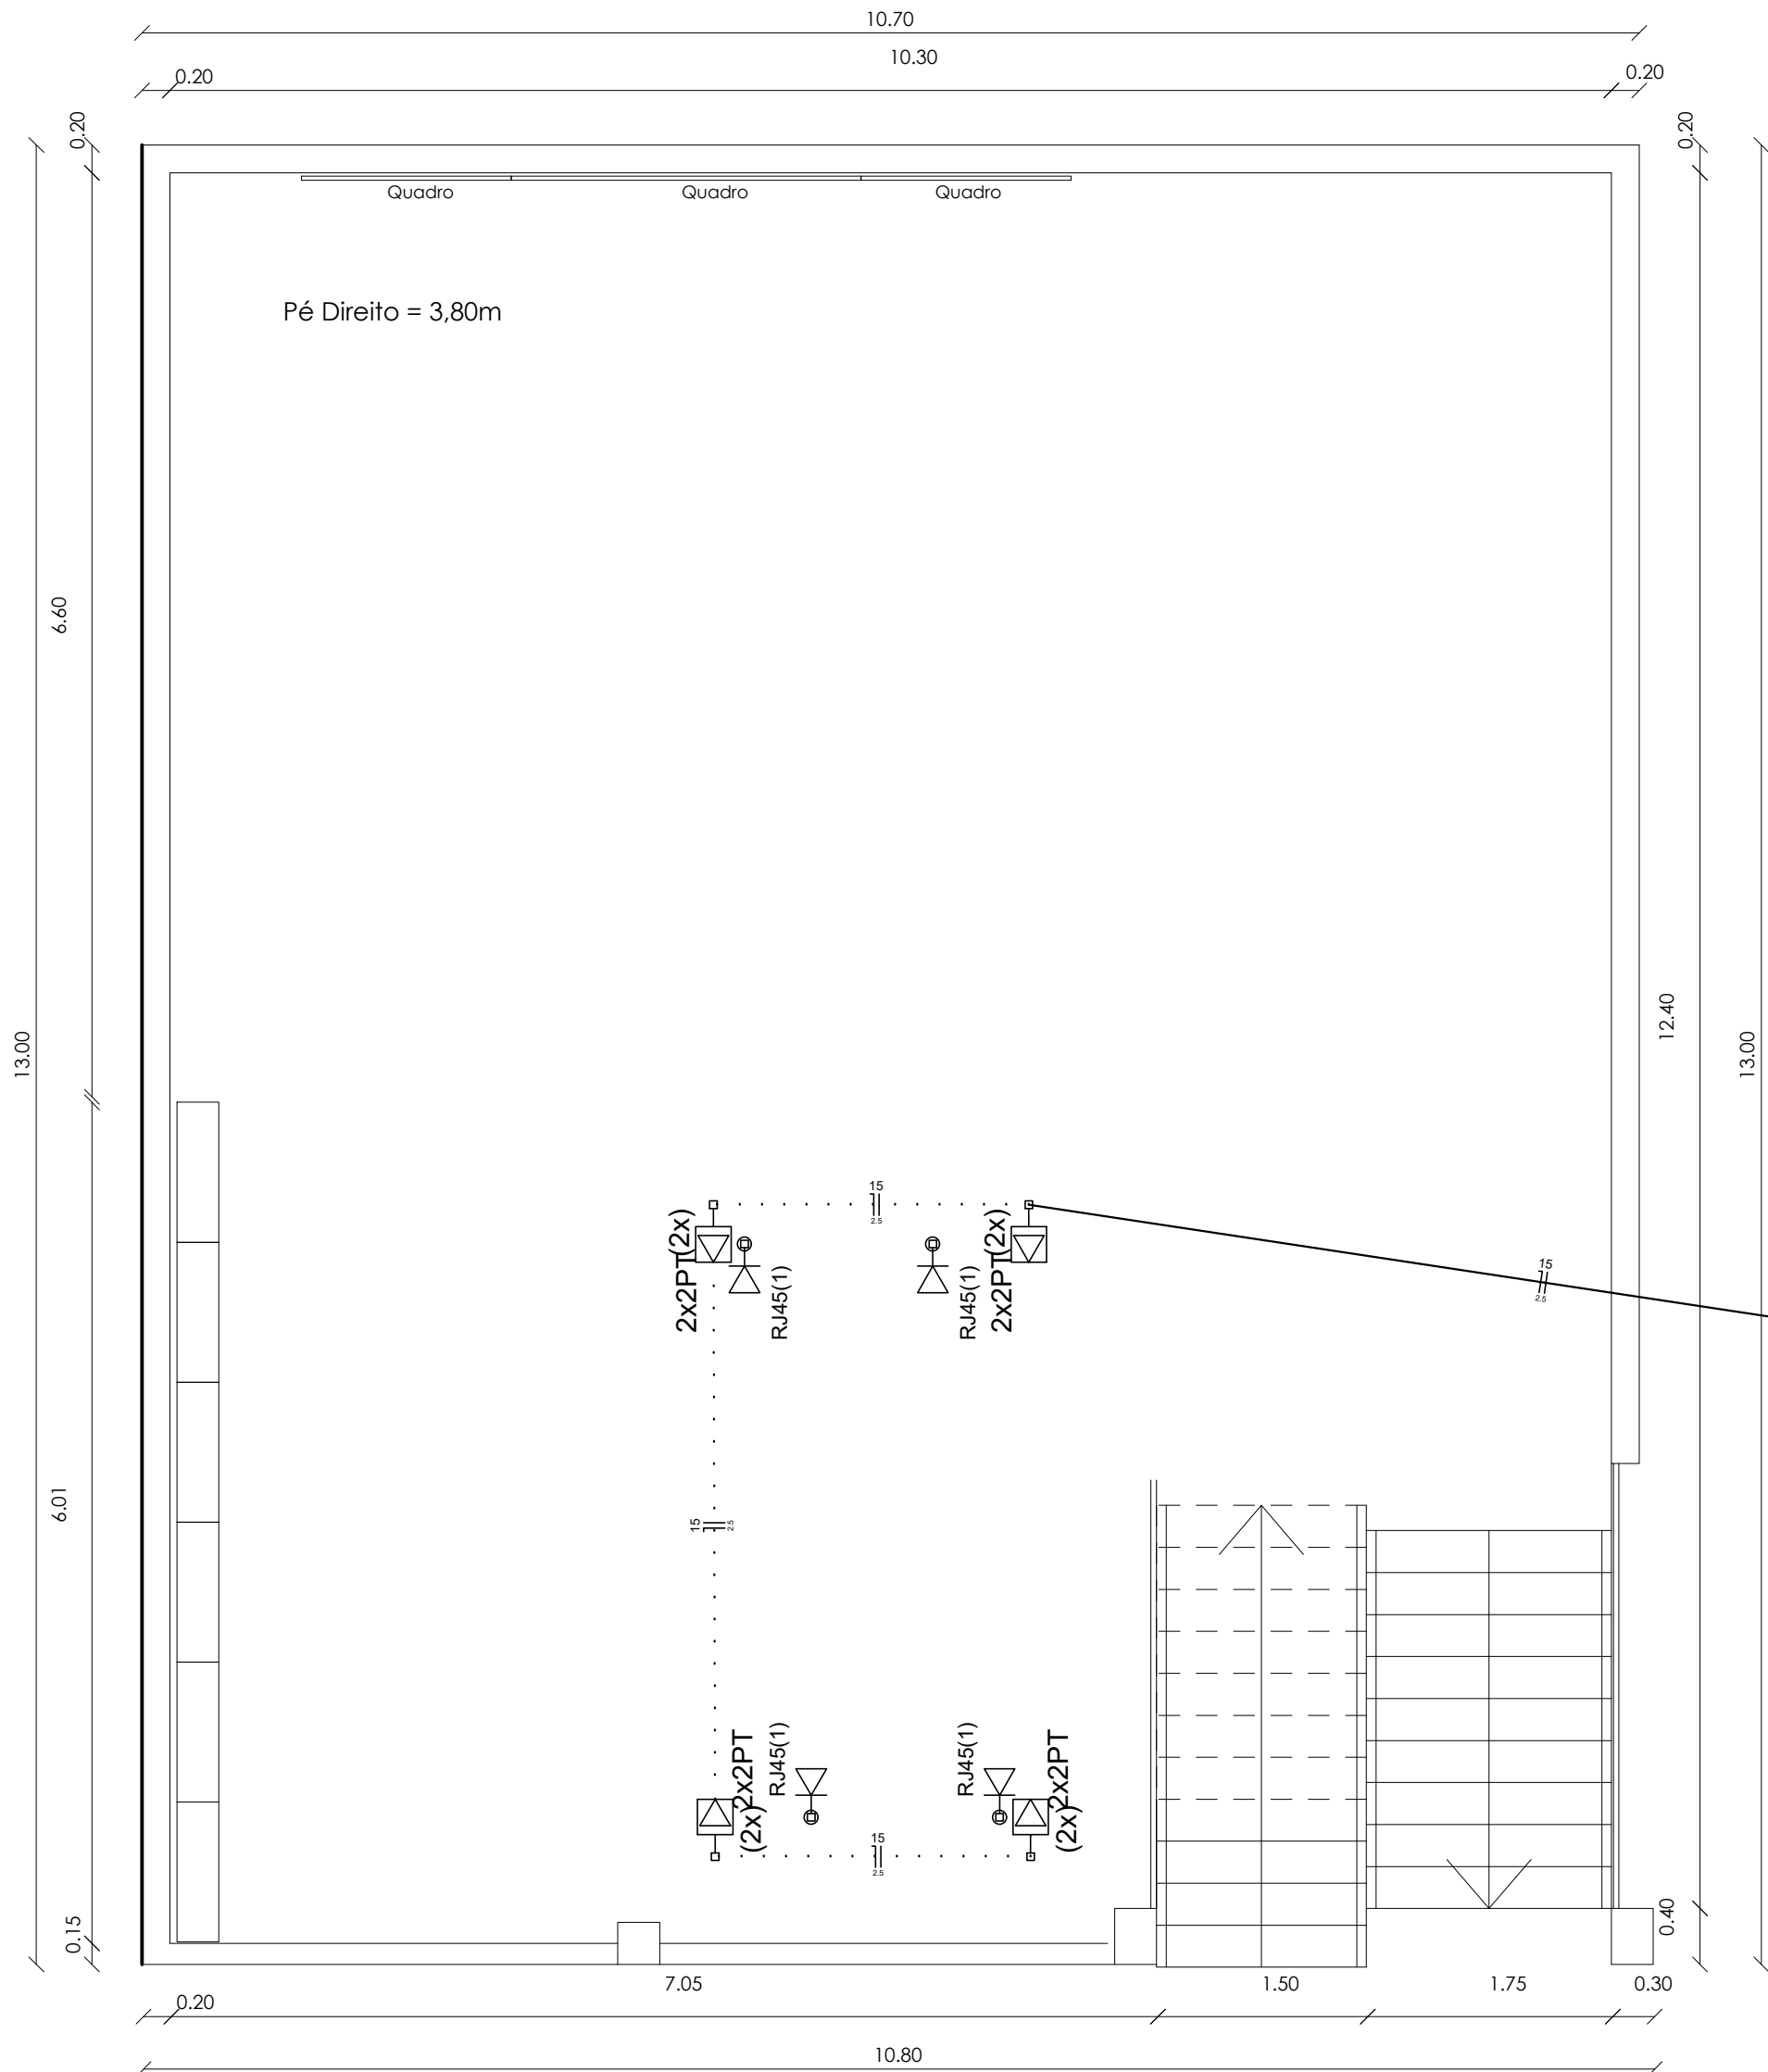 10.70
10.30
0.20
0.20
0.20
0.20
Quadro
Quadro
Quadro
Pé Direito = 3,80m
6.60
12.40
13.00
13.00
15
2.5
2x2PT(2x)
RJ45(1)
RJ45(1)
2x2PT(2x)
15
2.5
6.01
15
2.5
(2x)2x2PT
RJ45(1)
RJ45(1)
(2x)2x2PT
15
2.5
0.15
0.40
7.05
1.50
1.75
0.30
0.20
10.80